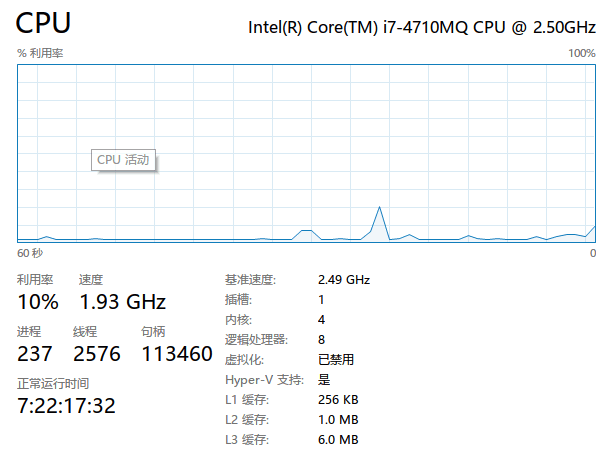 CPU
Intel(R) Core(TM) i7-4710MQ CPU @ 2.50GHz
% 利用率
100%
CPU 活动
60 秒
0
利用率 速度
10% 1.93 GHz
进程 线程 句柄
237 2576 113460
正常运行时间
7:22:17:32
基准速度: 2.49 GHz
插槽: 1
内核: 4
逻辑处理器: 8
虚拟化: 已禁用
Hyper-V 支持: 是
L1 缓存: 256 KB
L2 缓存: 1.0 MB
L3 缓存: 6.0 MB